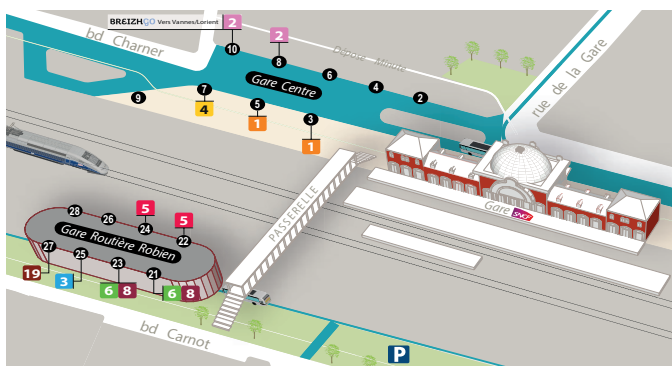 BREIZHGO Vers Vannes/Lorient 2
bd Charner
10
2
8
Dépose Minute
6
4
2
Gare Centre
rue de la Gare
9
7
4
5
1
3
1
PASSERELLE
Gare SNCF
28
26
5
24
5
22
Gare Routière Robien
27
25
23
21
19
3
6 8
6 8
bd Carnot
P